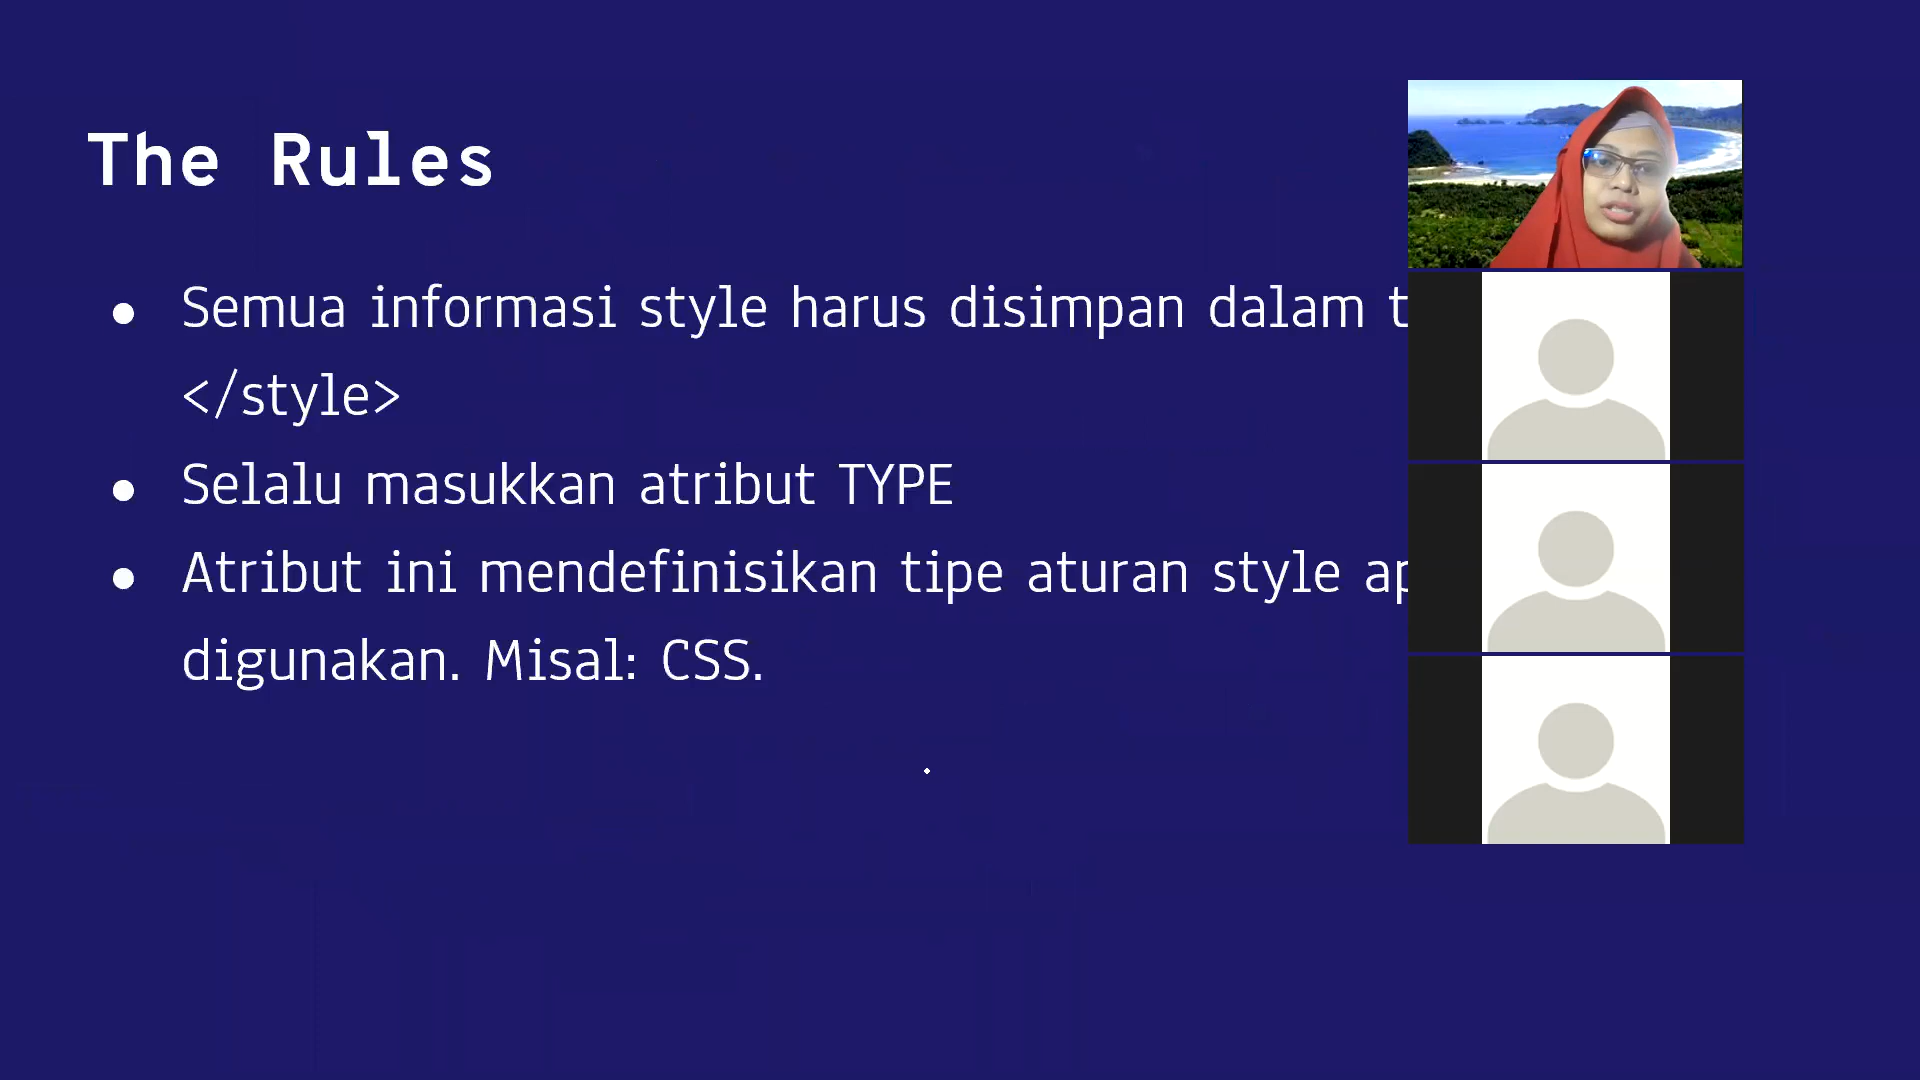 The Rules
● Semua informasi style harus disimpan dalam
</style>
● Selalu masukkan atribut TYPE
● Atribut ini mendefinisikan tipe aturan style
digunakan. Misal: CSS.